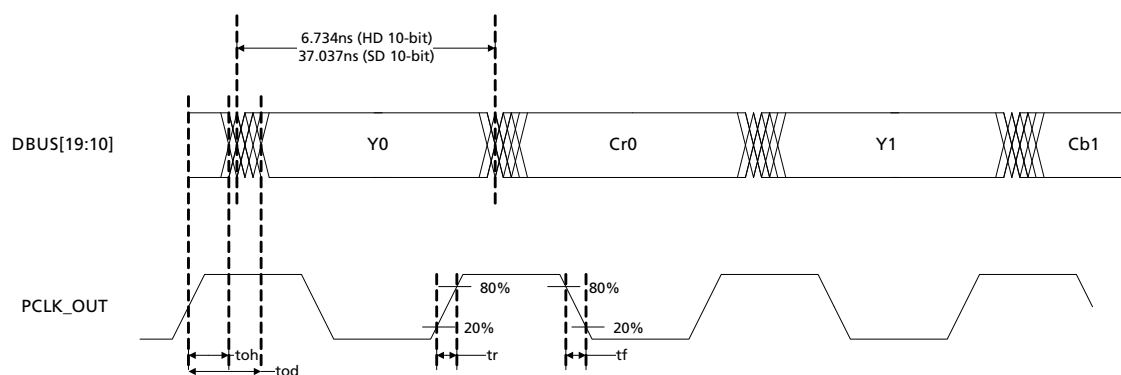 6.734ns (HD 10-bit)
37.037ns (SD 10-bit)
DBUS[19:10]
Y0
Cr0
Y1
Cb1
PCLK_OUT
80%
80%
20%
20%
toh
tr
tf
tod